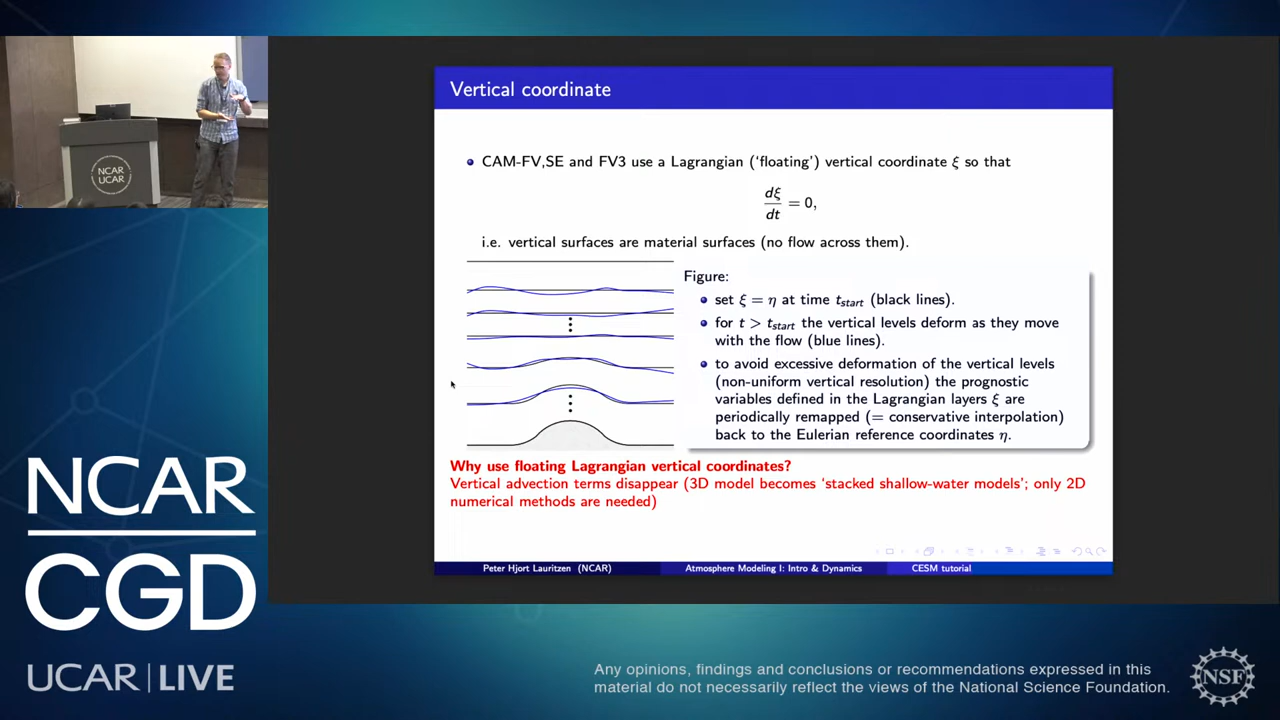 NCAR
UCAR
Vertical coordinate
CAM-FV,SE and FV3 use a Lagrangian ('floating') vertical coordinate ξ so that
dξ
dt
= 0,
i.e. vertical surfaces are material surfaces (no flow across them).
Figure:
set ξ = η at time t_start (black lines).
for t > t_start the vertical levels deform as they move
with the flow (blue lines).
to avoid excessive deformation of the vertical levels
(non-uniform vertical resolution) the prognostic
variables defined in the Lagrangian layers ξ are
periodically remapped (= conservative interpolation)
back to the Eulerian reference coordinates η.
Why use floating Lagrangian vertical coordinates?
Vertical advection terms disappear (3D model becomes 'stacked shallow-water models'; only 2D
numerical methods are needed)
Peter Hjort Lauritzen (NCAR)
Atmosphere Modeling I: Intro & Dynamics
CESM tutorial
NCAR
CGD
UCAR | LIVE
Any opinions, findings and conclusions or recommendations expressed in this
material do not necessarily reflect the views of the National Science Foundation.
NSF